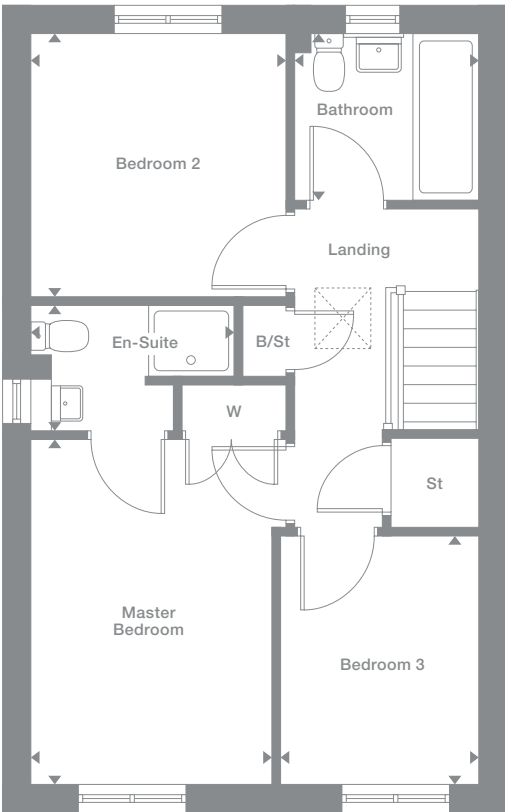 Bathroom
Bedroom 2
Landing
En-Suite
B/St
W
St
Master
Bedroom
Bedroom 3